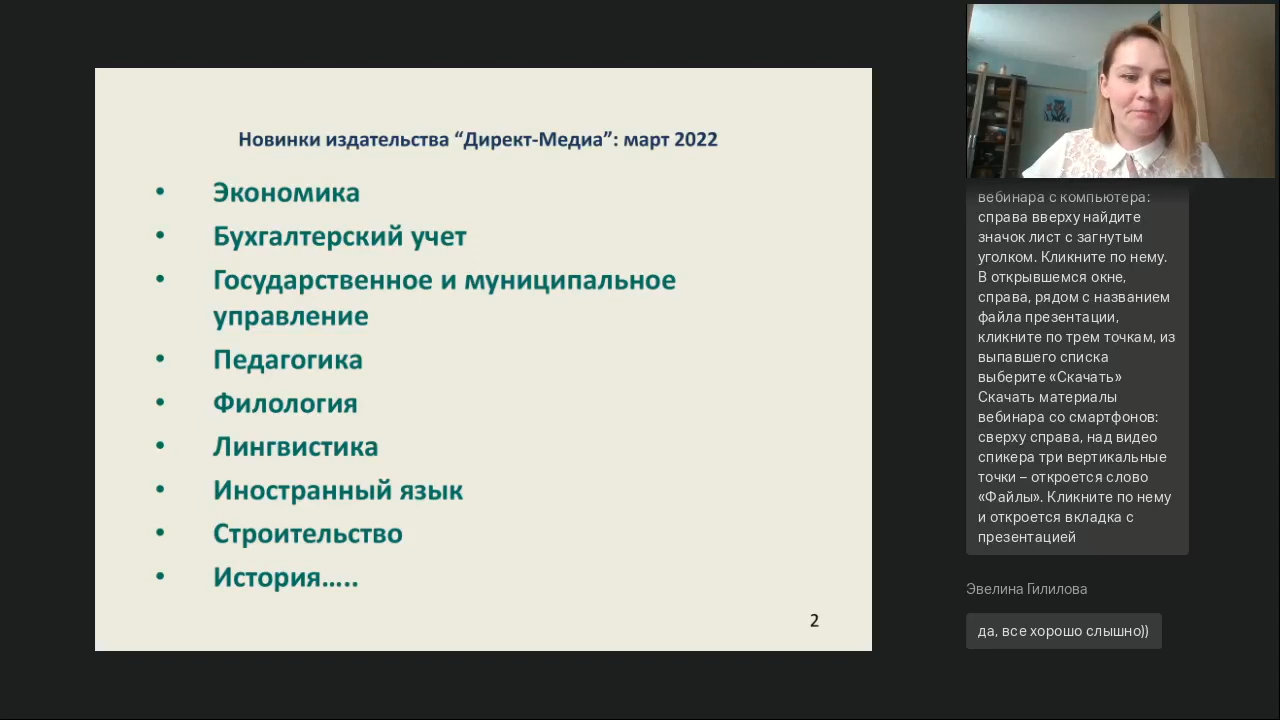 Новинки издательства “Директ-Медиа”: март 2022
• Экономика
• Бухгалтерский учет
• Государственное и муниципальное
управление
• Педагогика
• Филология
• Лингвистика
• Иностранный язык
• Строительство
• История…..
2
вебинара с компьютера:
справа вверху найдите
значок лист с загнутым
уголком. Кликните по нему.
В открывшемся окне,
справа, рядом с названием
файла презентации,
кликните по трем точкам, из
выпавшего списка
выберите «Скачать»
Скачать материалы
вебинара со смартфонов:
сверху справа, над видео
спикера три вертикальные
точки – откроется слово
«Файлы». Кликните по нему
и откроется вкладка с
презентацией
Эвелина Гилилова
да, все хорошо слышно))